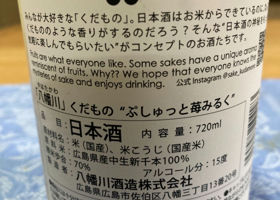 みんなが大好きな「くだもの」。日本酒はお米からできているのに、
くだもののような香りがするのだろう？そんな"日本酒の神秘を
気軽に楽しんでもらいたい"がコンセプトのお酒たちです。
Fruits are what everyone likes. Some sakes have a unique aroma
reminiscent of fruits. Why?? We hope that everyone knows the
mysteries of sake and enjoys drinking. 公式 Instagram
八幡川 くだもの "ぷしゅっと苺みるく"
日本酒 内容量 720ml
米(国産)、米こうじ(国産米)
広島県産中生新千本100%
70% アルコール分:15度
八幡川酒造株式会社
広島県広島市佐伯区八幡三丁目13番